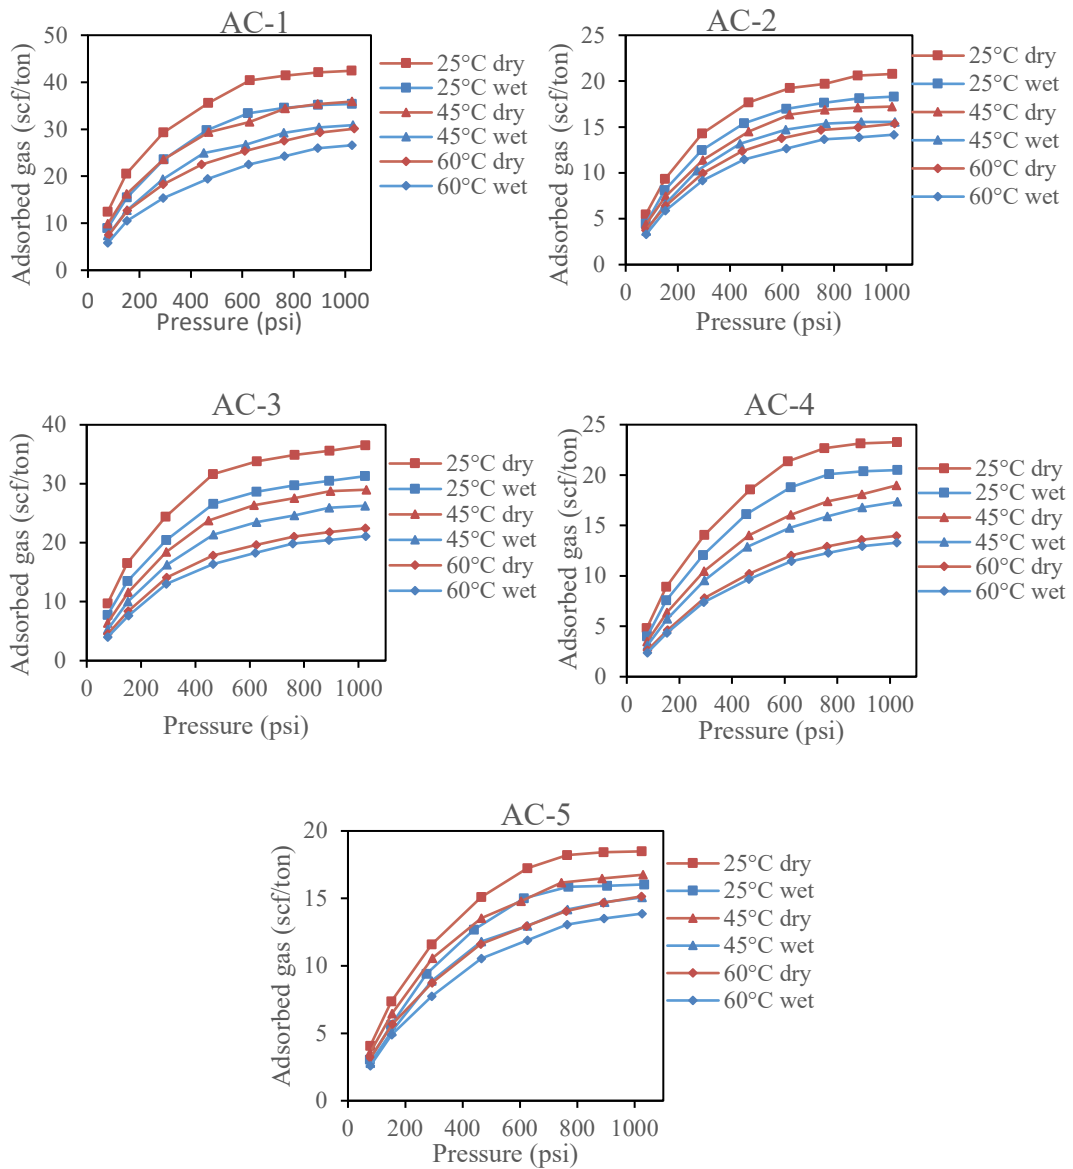 AC-1
Adsorbed gas (scf/ton)
50
40
30
20
10
0
0 200 400 600 800 1000
Pressure (psi)
25°C dry
25°C wet
45°C dry
45°C wet
60°C dry
60°C wet
AC-2
Adsorbed gas (scf/ton)
25
20
15
10
5
0
0 200 400 600 800 1000
Pressure (psi)
25°C dry
25°C wet
45°C dry
45°C wet
60°C dry
60°C wet
AC-3
Adsorbed gas (scf/ton)
40
30
20
10
0
0 200 400 600 800 1000
Pressure (psi)
25°C dry
25°C wet
45°C dry
45°C wet
60°C dry
60°C wet
AC-4
Adsorbed gas (scf/ton)
25
20
15
10
5
0
0 200 400 600 800 1000
Pressure (psi)
25°C dry
25°C wet
45°C dry
45°C wet
60°C dry
60°C wet
AC-5
Adsorbed gas (scf/ton)
20
15
10
5
0
0 200 400 600 800 1000
Pressure (psi)
25°C dry
25°C wet
45°C dry
45°C wet
60°C dry
60°C wet